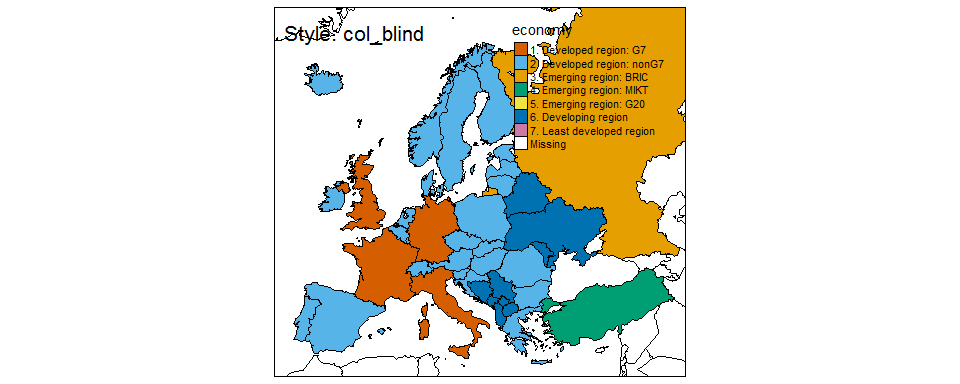 Style: col_blind
economy
1. Developed region: G7
2. Developed region: nonG7
3. Emerging region: BRIC
4. Emerging region: MIKT
5. Emerging region: G20
6. Developing region
7. Least developed region
Missing